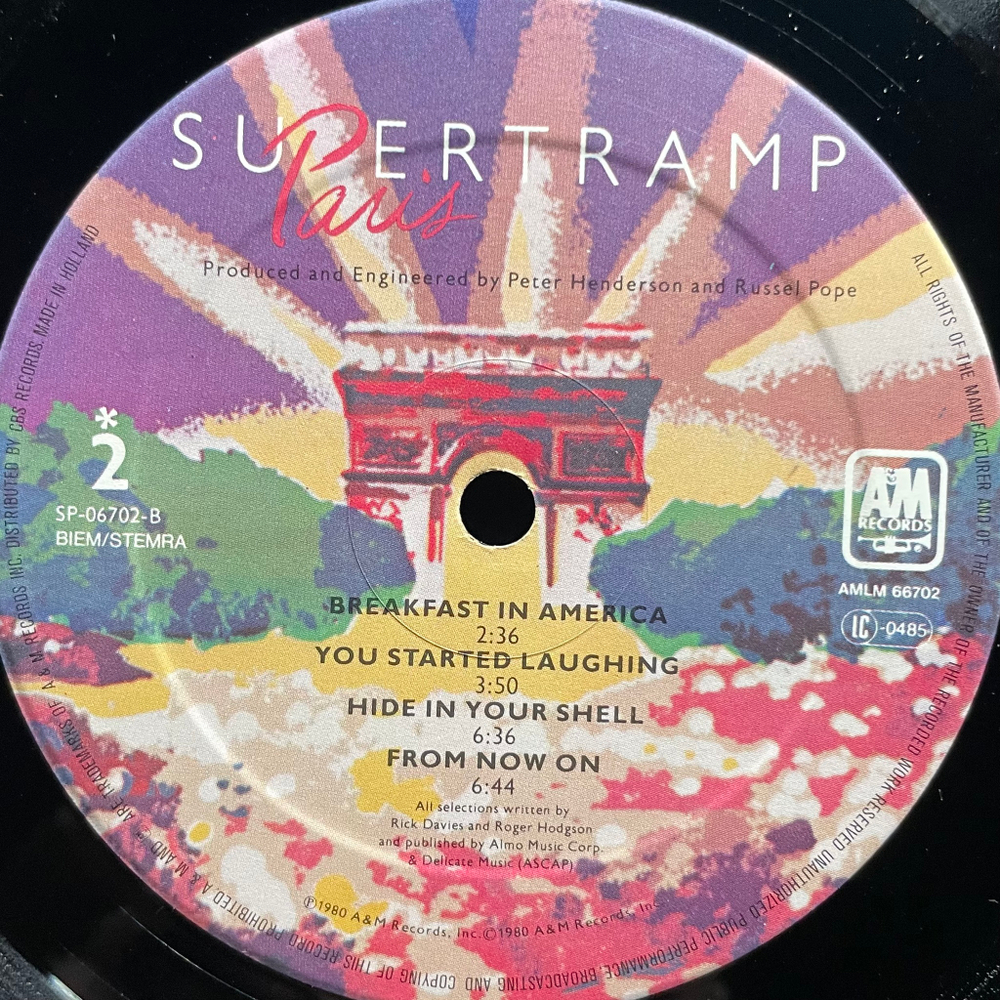 SUPERTRAMP
Paris
Produced and Engineered by Peter Henderson and Russel Pope
*
2
SP-06702-B
BIEM/STEMRA
A&M
RECORDS
AMLM 66702
LC-0485
BREAKFAST IN AMERICA
2:36
YOU STARTED LAUGHING
3:50
HIDE IN YOUR SHELL
6:36
FROM NOW ON
6:44
All selections written by
Rick Davies and Roger Hodgson
and published by Almo Music Corp.
& Delicate Music (ASCAP)
℗1980 A&M Records, Inc. ©1980 A&M Records, Inc.
ALL RIGHTS OF THE MANUFACTURER AND OF THE OWNER OF THE RECORDED WORK RESERVED UNAUTHORIZED PUBLIC PERFORMANCE, BROADCASTING AND COPYING OF THIS RECORD PROHIBITED. A & M AND ARE TRADEMARKS OF A & M RECORDS INC. DISTRIBUTED BY CBS RECORDS. MADE IN HOLLAND